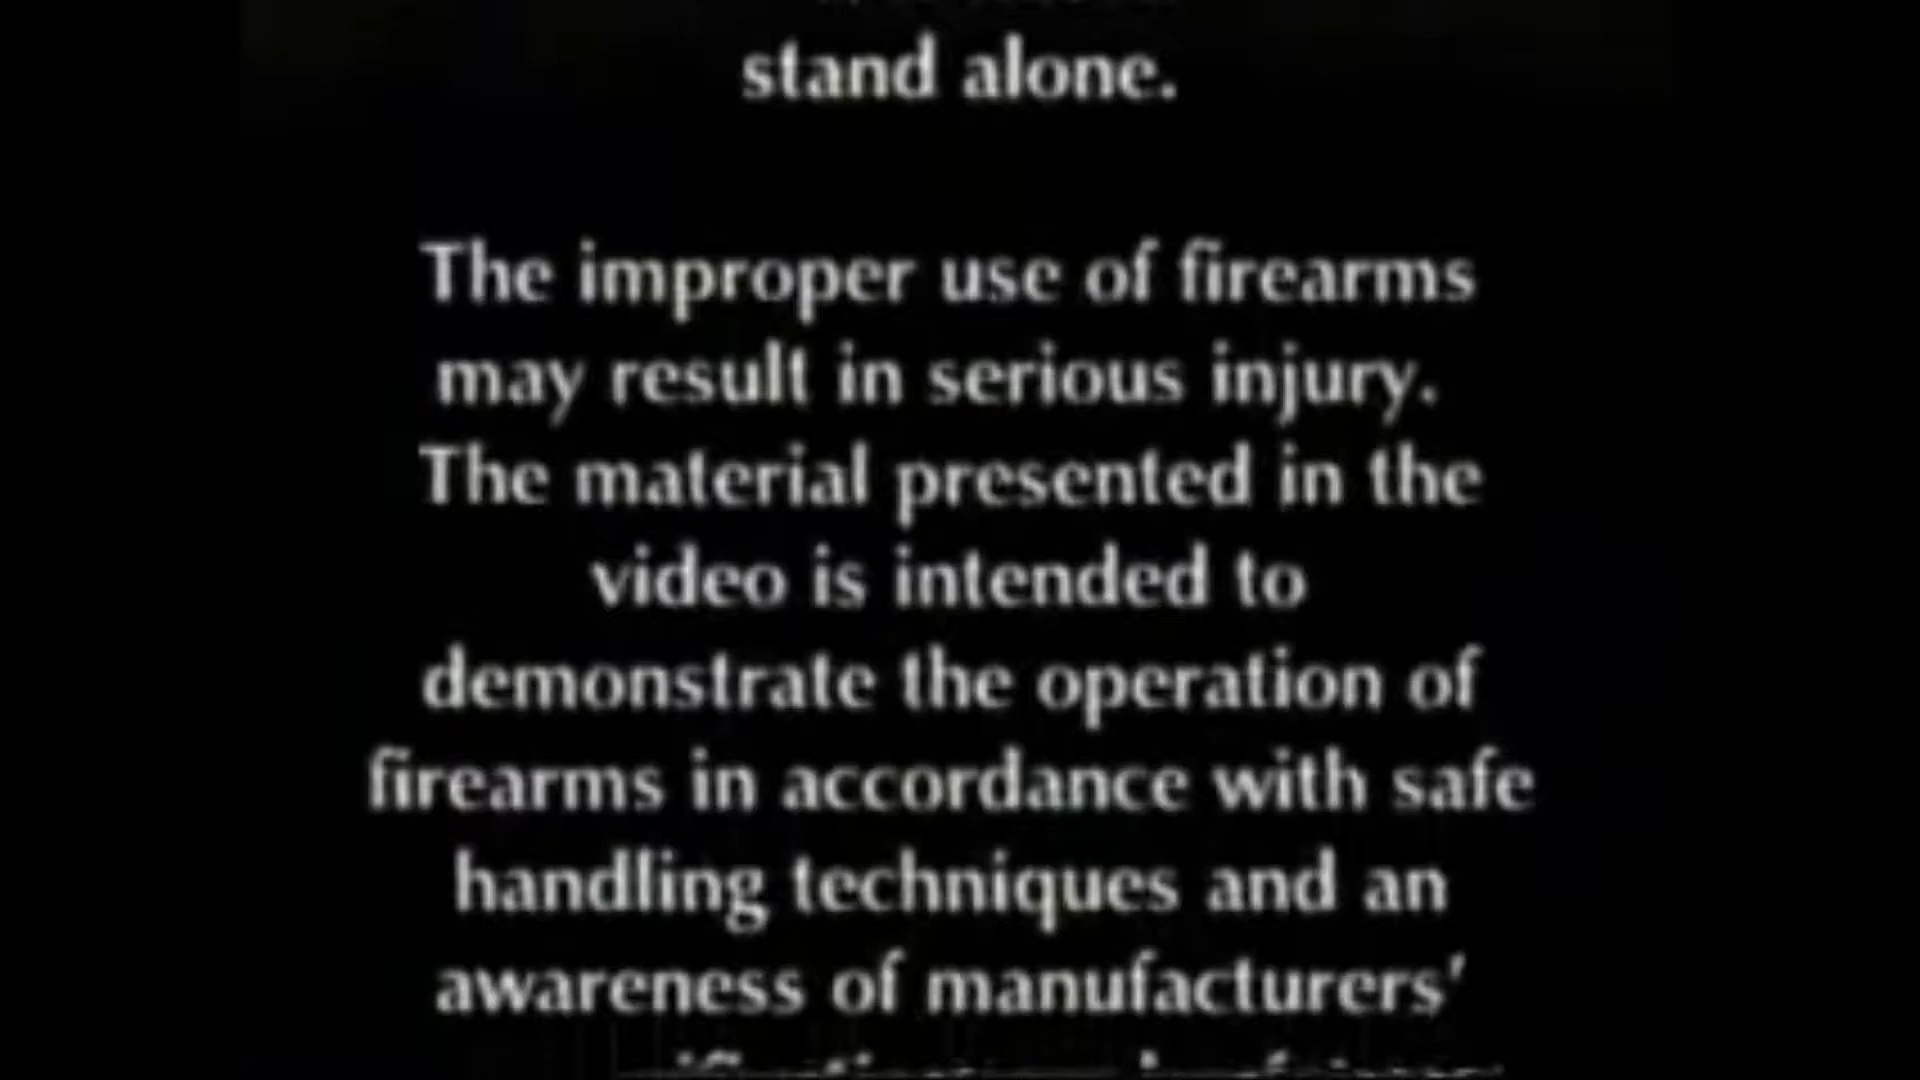 stand alone.
The improper use of firearms
may result in serious injury.
The material presented in the
video is intended to
demonstrate the operation of
firearms in accordance with safe
handling techniques and an
awareness of manufacturers'